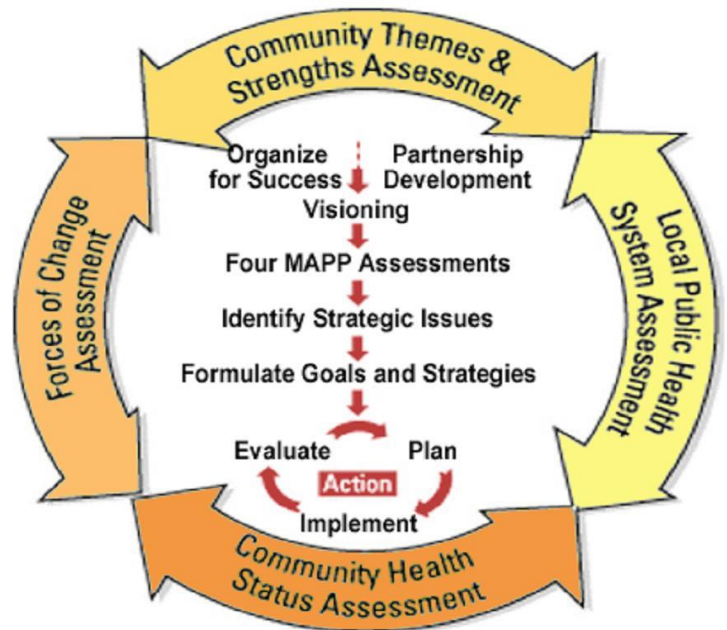 Community Themes &
Strengths Assessment
Organize
for Success
Partnership
Development
Visioning
Four MAPP Assessments
Identify Strategic Issues
Formulate Goals and Strategies
Evaluate
Plan
Action
Implement
Forces of Change
Assessment
Local Public Health
System Assessment
Community Health
Status Assessment